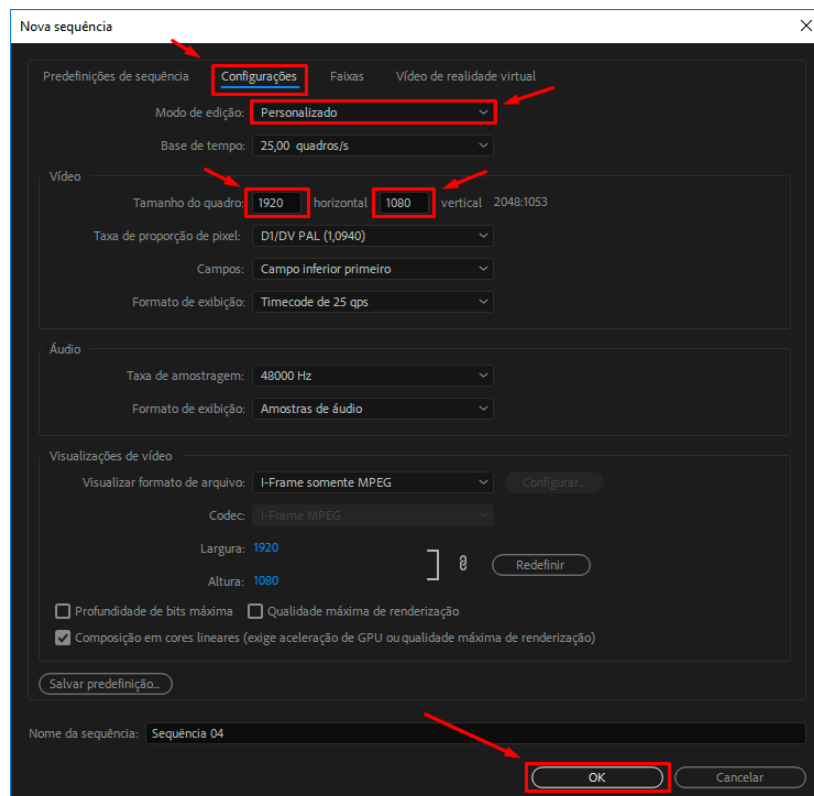 Nova sequência
Predefinições de sequência Configurações Faixas Vídeo de realidade virtual
Modo de edição: Personalizado
Base de tempo: 25,00 quadros/s
Vídeo
Tamanho do quadro: 1920 horizontal 1080 vertical 2048:1053
Taxa de proporção de pixel: D1/DV PAL (1,0940)
Campos: Campo inferior primeiro
Formato de exibição: Timecode de 25 qps
Áudio
Taxa de amostragem: 48000 Hz
Formato de exibição: Amostras de áudio
Visualizações de vídeo
Visualizar formato de arquivo: I-Frame somente MPEG Configurar...
Codec: I-Frame MPEG
Largura: 1920
Altura: 1080
Redefinir
Profundidade de bits máxima Qualidade máxima de renderização
Composição em cores lineares (exige aceleração de GPU ou qualidade máxima de renderização)
Salvar predefinição...
Nome da sequência: Sequência 04
OK Cancelar